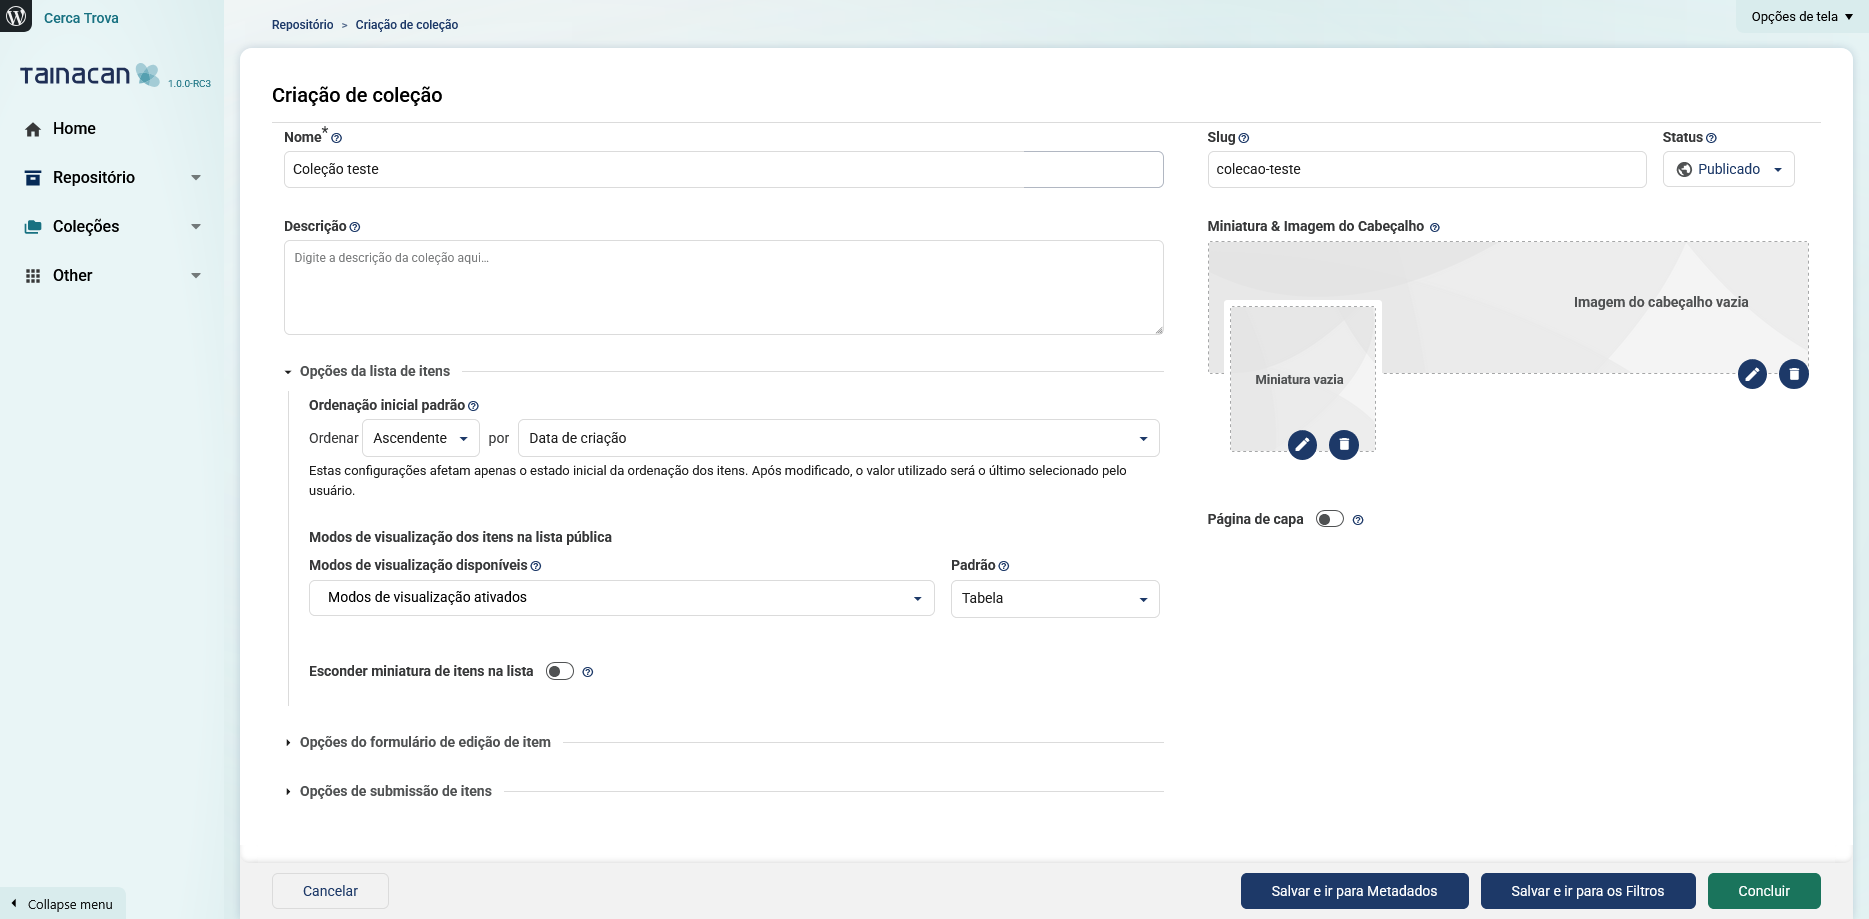 Cerca Trova
Repositório > Criação de coleção
Opções de tela
TAINACAN 1.0.0-RC3
Home
Repositório
Coleções
Other
Collapse menu
Criação de coleção
Nome*
Coleção teste
Slug
colecao-teste
Status
Publicado
Descrição
Digite a descrição da coleção aqui...
Miniatura & Imagem do Cabeçalho
Imagem do cabeçalho vazia
Miniatura vazia
Página de capa
Opções da lista de itens
Ordenação inicial padrão
Ordenar Ascendente por Data de criação
Estas configurações afetam apenas o estado inicial da ordenação dos itens. Após modificado, o valor utilizado será o último selecionado pelo
usuário.
Modos de visualização dos itens na lista pública
Modos de visualização disponíveis
Modos de visualização ativados
Padrão
Tabela
Esconder miniatura de itens na lista
Opções do formulário de edição de item
Opções de submissão de itens
Cancelar
Salvar e ir para Metadados
Salvar e ir para os Filtros
Concluir